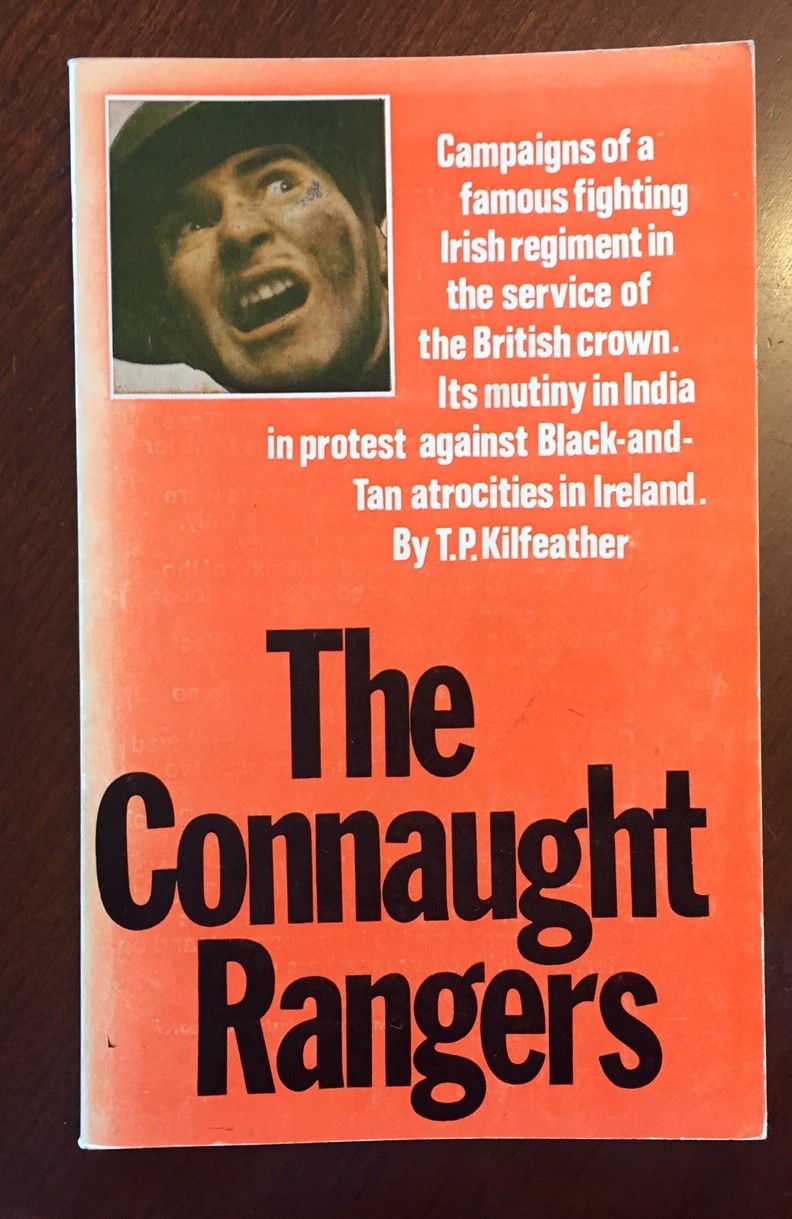 Campaigns of a
famous fighting
Irish regiment in
the service of
the British crown.
Its mutiny in India
in protest against Black-and-
Tan atrocities in Ireland.
By T.P. Kilfeather
The
Connaught
Rangers